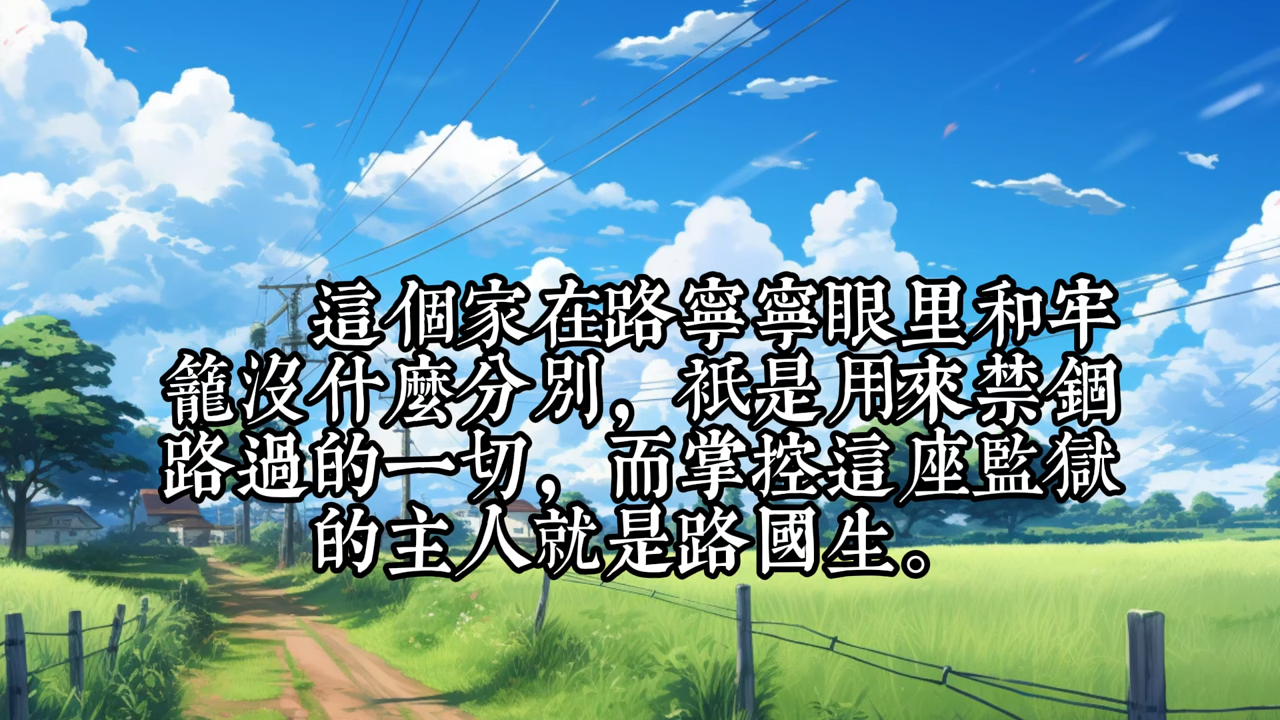 這個家在路寧寧眼里和牢
籠沒什麼分別，祇是用來禁錮
路過的一切，而掌控這座監獄
的主人就是路國生。